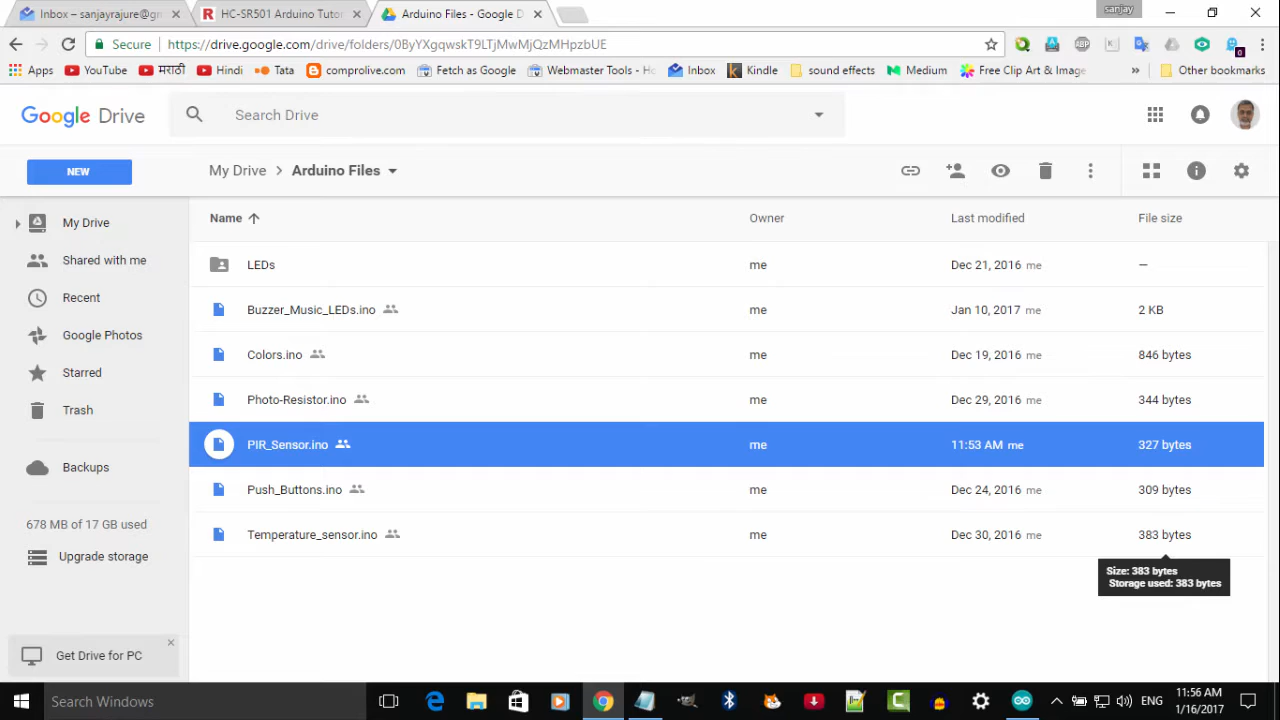 Inbox – sanjayrajure@gm
HC-SR501 Arduino Tutor
Arduino Files - Google D
sanjay
Secure
https://drive.google.com/drive/folders/0ByYXgqwskT9LTjMwMjQzMHpzbUE
Apps
YouTube
मराठी
Hindi
Tata
comprolive.com
Fetch as Google
Webmaster Tools - Ho
Inbox
Kindle
sound effects
Medium
Free Clip Art & Image
»
Other bookmarks
ABP
0
Google Drive
Search Drive
NEW
My Drive > Arduino Files
My Drive
Shared with me
Recent
Google Photos
Starred
Trash
Backups
678 MB of 17 GB used
Upgrade storage
Get Drive for PC
Name Owner Last modified File size
LEDs me Dec 21, 2016 me —
Buzzer_Music_LEDs.ino me Jan 10, 2017 me 2 KB
Colors.ino me Dec 19, 2016 me 846 bytes
Photo-Resistor.ino me Dec 29, 2016 me 344 bytes
PIR_Sensor.ino me 11:53 AM me 327 bytes
Push_Buttons.ino me Dec 24, 2016 me 309 bytes
Temperature_sensor.ino me Dec 30, 2016 me 383 bytes
Size: 383 bytes
Storage used: 383 bytes
Search Windows
ENG
11:56 AM
1/16/2017